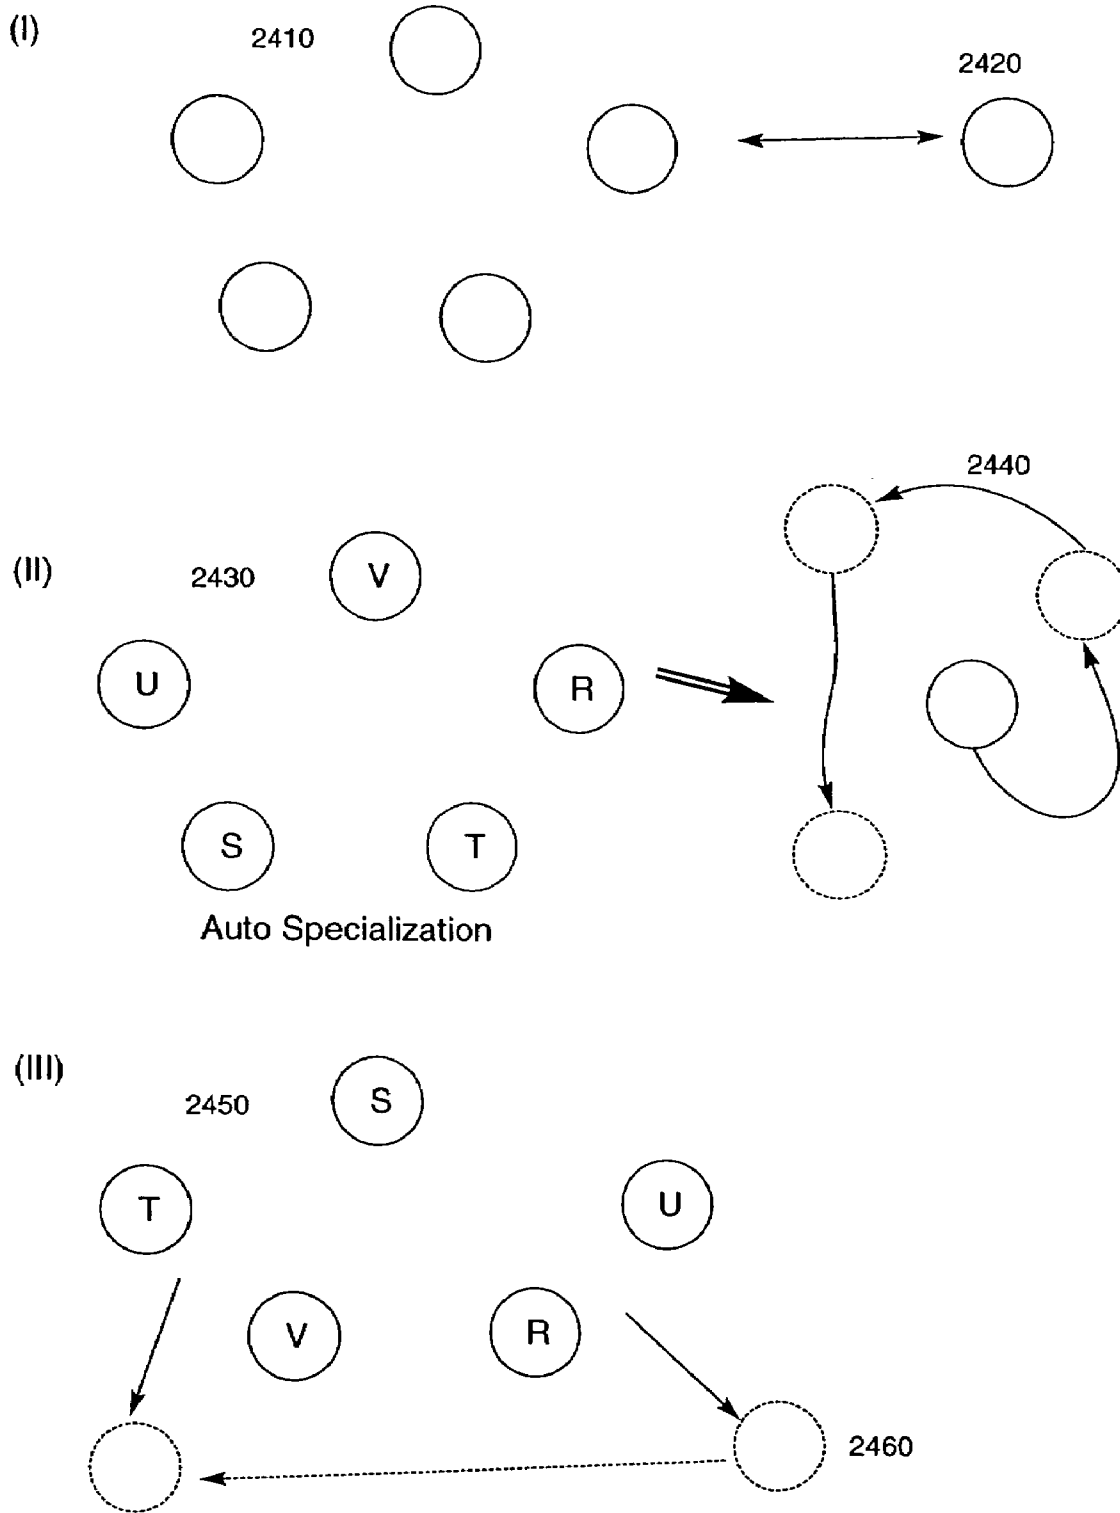 (I)
2410
2420
2440
(II)
2430
V
U
R
S
T
Auto Specialization
(III)
2450
S
T
U
V
R
2460